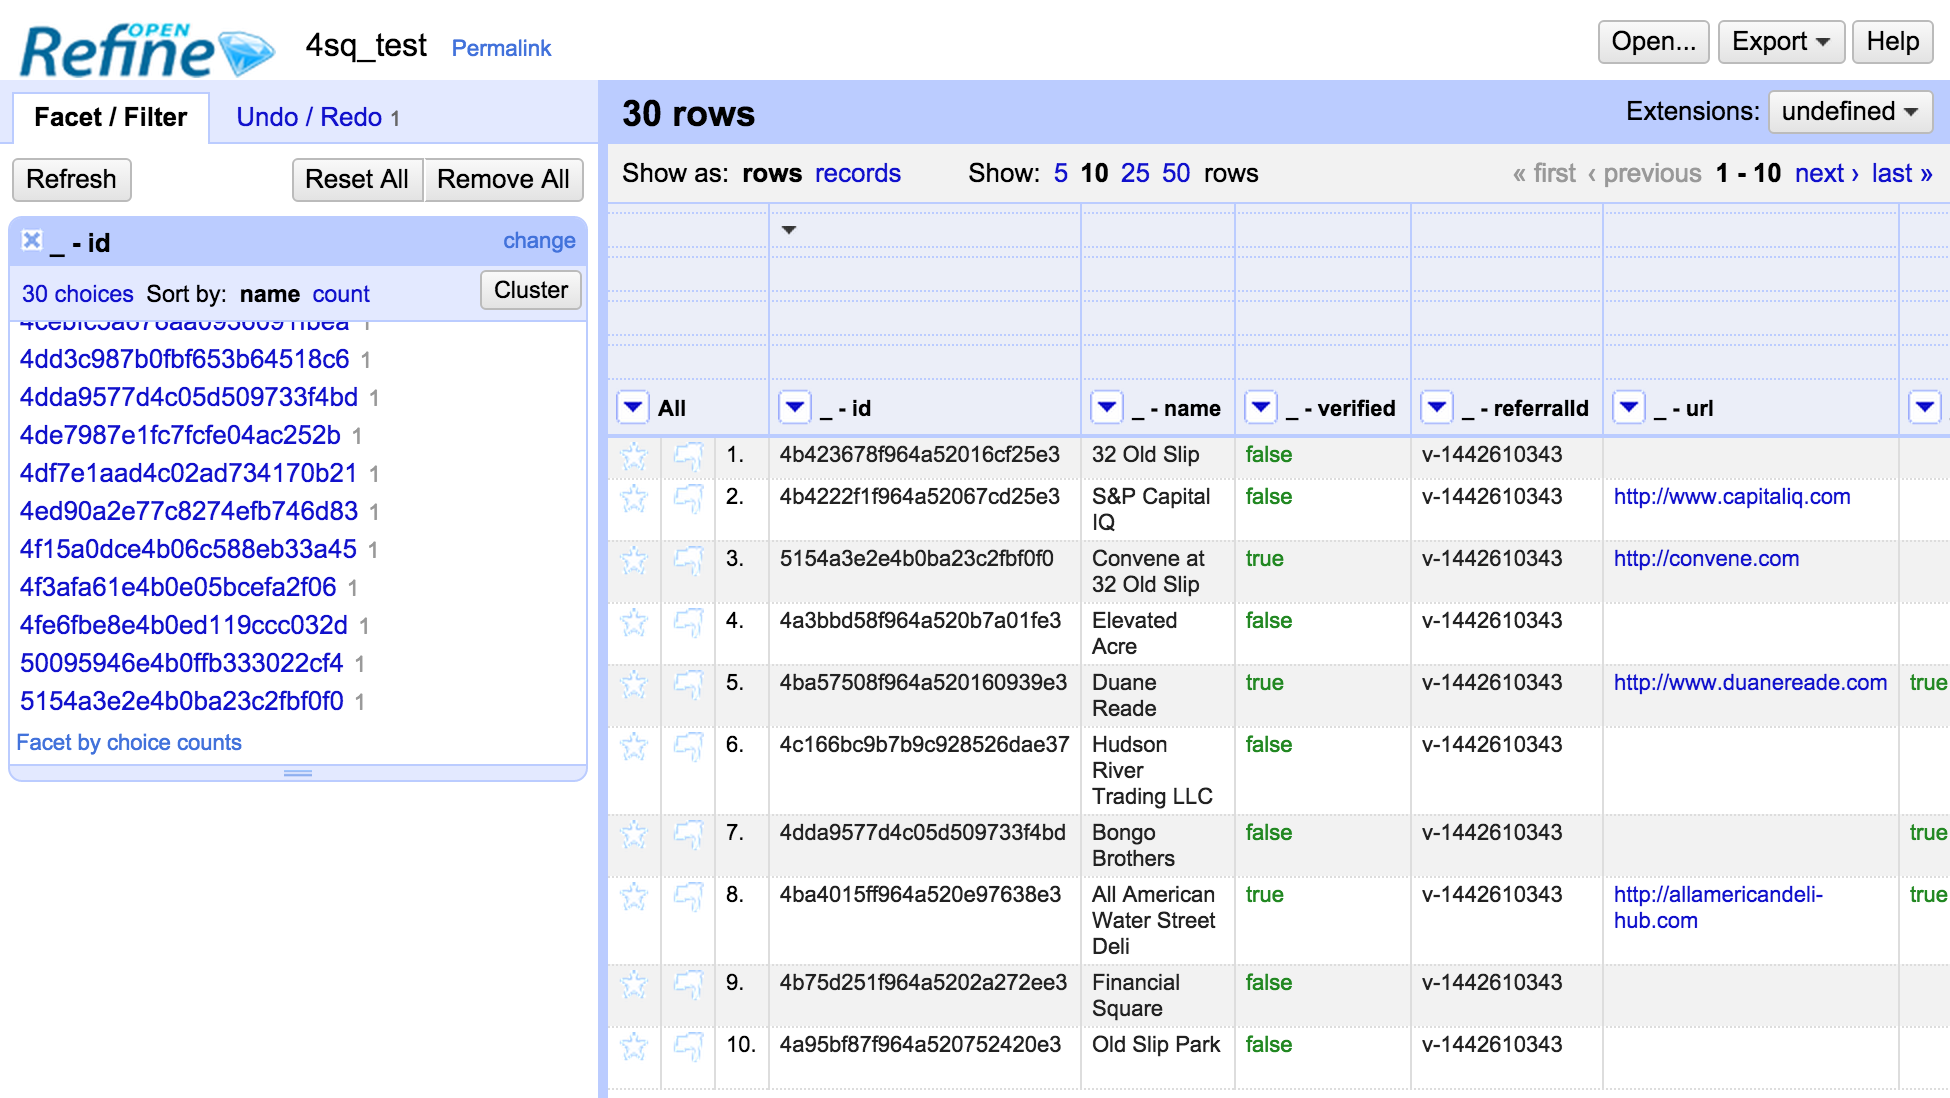 OPEN
Refine
4sq_test Permalink
Open... Export Help
Facet / Filter Undo / Redo 1
30 rows
Extensions: undefined
Refresh Reset All Remove All
Show as: rows records Show: 5 10 25 50 rows
« first ‹ previous 1 - 10 next › last »
_ - id change
30 choices Sort by: name count Cluster
4dd3c987b0fbf653b64518c6 1
4dda9577d4c05d509733f4bd 1
4de7987e1fc7fcfe04ac252b 1
4df7e1aad4c02ad734170b21 1
4ed90a2e77c8274efb746d83 1
4f15a0dce4b06c588eb33a45 1
4f3afa61e4b0e05bcefa2f06 1
4fe6fbe8e4b0ed119ccc032d 1
50095946e4b0ffb333022cf4 1
5154a3e2e4b0ba23c2fbf0f0 1
Facet by choice counts
All _ - id _ - name _ - verified _ - referralId _ - url
1. 4b423678f964a52016cf25e3 32 Old Slip false v-1442610343
2. 4b4222f1f964a52067cd25e3 S&P Capital false v-1442610343 http://www.capitaliq.com
IQ
3. 5154a3e2e4b0ba23c2fbf0f0 Convene at true v-1442610343 http://convene.com
32 Old Slip
4. 4a3bbd58f964a520b7a01fe3 Elevated false v-1442610343
Acre
5. 4ba57508f964a520160939e3 Duane true v-1442610343 http://www.duanereade.com true
Reade
6. 4c166bc9b7b9c928526dae37 Hudson false v-1442610343
River
Trading LLC
7. 4dda9577d4c05d509733f4bd Bongo false v-1442610343 true
Brothers
8. 4ba4015ff964a520e97638e3 All American true v-1442610343 http://allamericandeli- true
Water Street hub.com
Deli
9. 4b75d251f964a5202a272ee3 Financial false v-1442610343
Square
10. 4a95bf87f964a520752420e3 Old Slip Park false v-1442610343